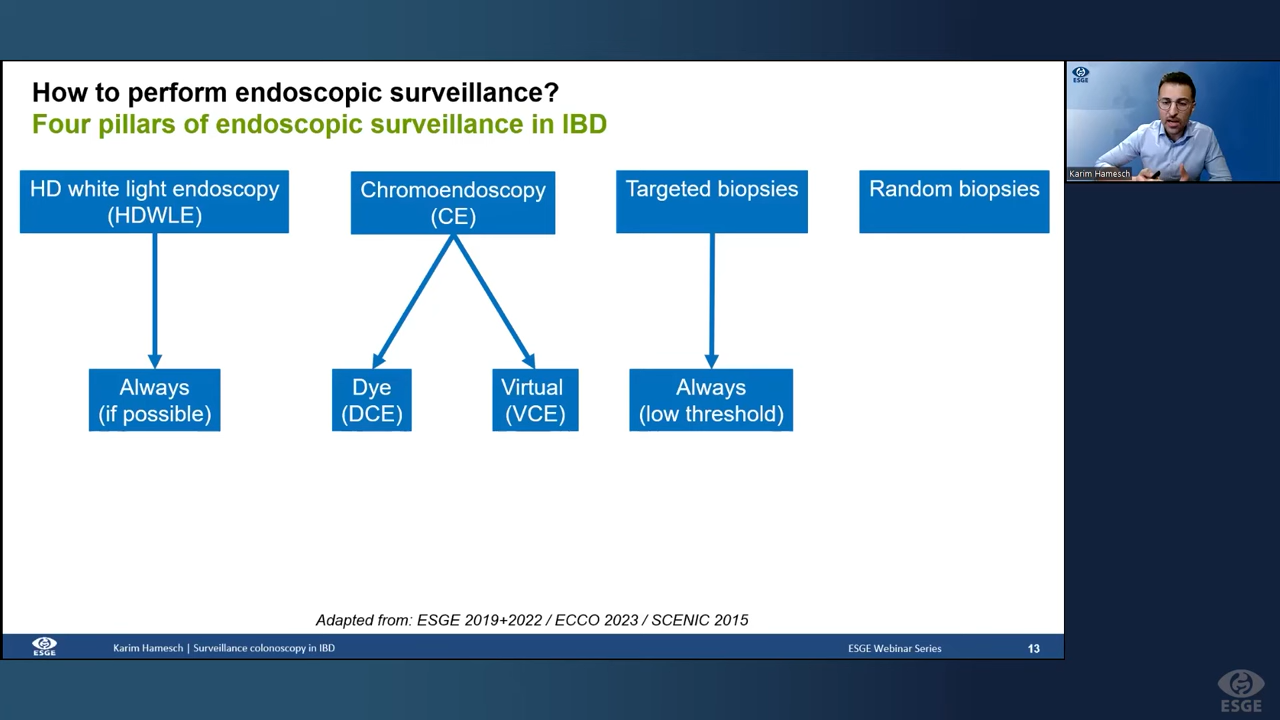 How to perform endoscopic surveillance?
Four pillars of endoscopic surveillance in IBD
HD white light endoscopy
(HDWLE)
Chromoendoscopy
(CE)
Targeted biopsies
Random biopsies
Always
(if possible)
Dye
(DCE)
Virtual
(VCE)
Always
(low threshold)
Adapted from: ESGE 2019+2022 / ECCO 2023 / SCENIC 2015
ESGE
Karim Hamesch | Surveillance colonoscopy in IBD
ESGE Webinar Series
13
ESGE
Karim Hamesch
ESGE